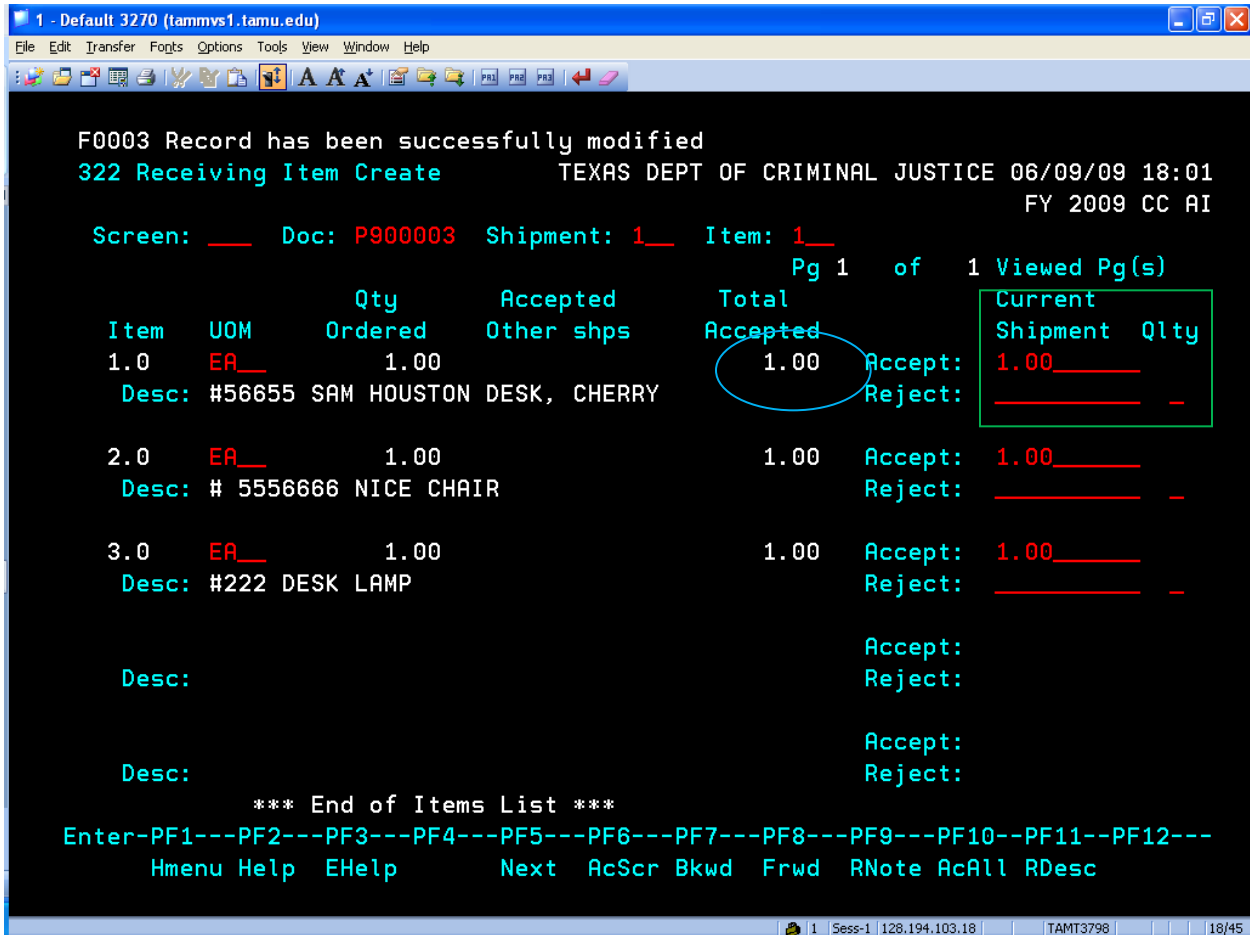 1 - Default 3270 (tammvs1.tamu.edu)
File Edit Transfer Fonts Options Tools View Window Help
PA1 PA2 PA3
F0003 Record has been successfully modified
322 Receiving Item Create TEXAS DEPT OF CRIMINAL JUSTICE 06/09/09 18:01
FY 2009 CC AI
Screen: ____ Doc: P900003 Shipment: 1__ Item: 1__
Pg 1 of 1 Viewed Pg(s)
Qty Accepted Total Current
Item UOM Ordered Other shps Accepted Shipment Qlty
1.0 EA__ 1.00 1.00 Accept: 1.00______
Desc: #56655 SAM HOUSTON DESK, CHERRY Reject: __________ _
2.0 EA__ 1.00 1.00 Accept: 1.00______
Desc: # 5556666 NICE CHAIR Reject: __________ _
3.0 EA__ 1.00 1.00 Accept: 1.00______
Desc: #222 DESK LAMP Reject: __________ _
Accept:
Desc: Reject:
Accept:
Desc: Reject:
*** End of Items List ***
Enter-PF1---PF2---PF3---PF4---PF5---PF6---PF7---PF8---PF9---PF10--PF11--PF12---
Hmenu Help EHelp Next AcScr Bkwd Frwd RNote AcAll RDesc
1 Sess-1 128.194.103.18 TAMT3798 18/45